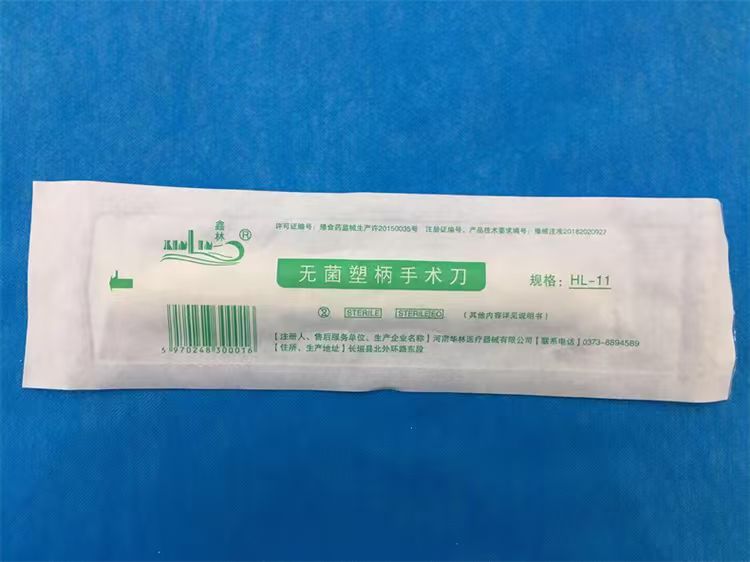 鑫林
XINLIN ®
许可证编号：豫食药监械生产许20150035号 注册证编号、产品技术要求编号：豫械注准20182020927
无菌塑柄手术刀
规格：HL-11
STERILE STERILE EO （其他内容详见说明书）
【注册人、售后服务单位、生产企业名称】河南华林医疗器械有限公司【联系电话】0373-8894589
【住所、生产地址】长垣县北外环路东段
5 970248 300016